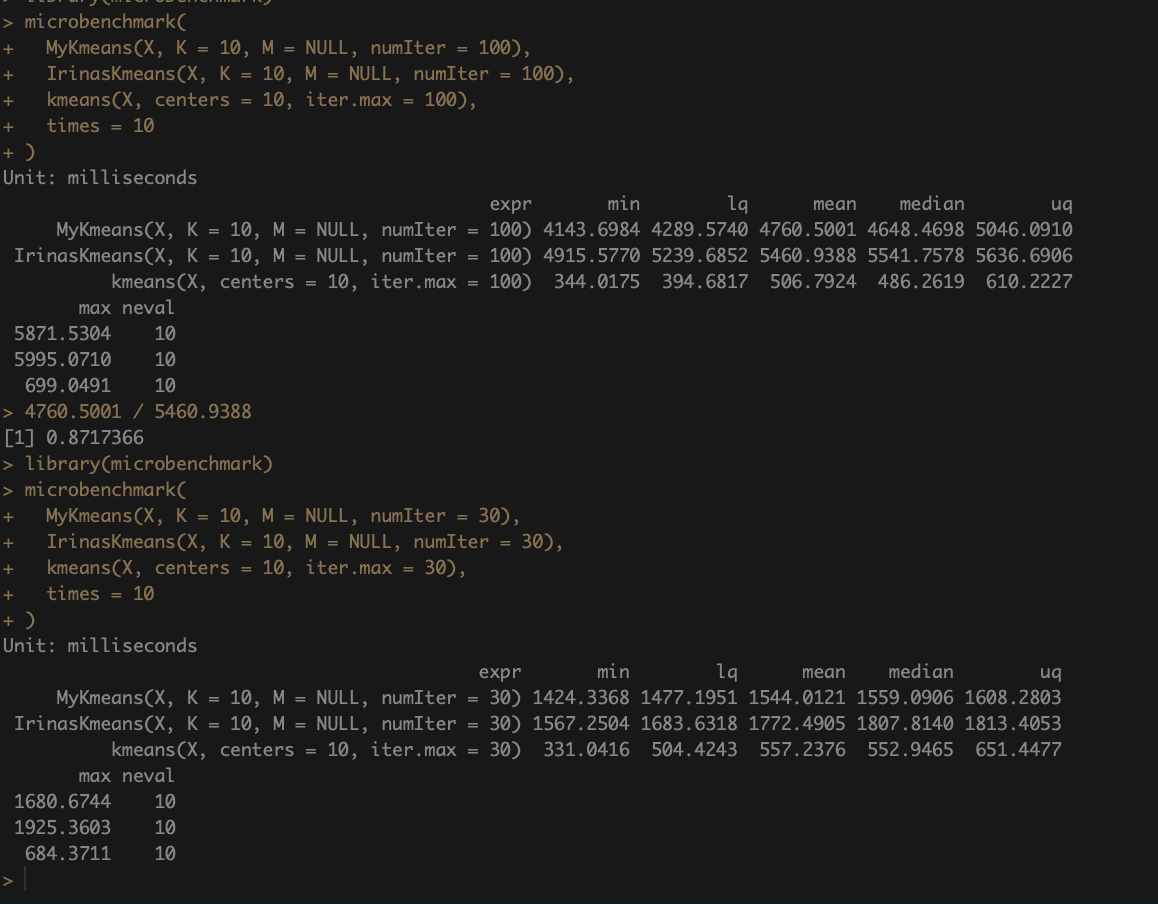 > library(microbenchmark)
> microbenchmark(
+   MyKmeans(X, K = 10, M = NULL, numIter = 100),
+   IrinasKmeans(X, K = 10, M = NULL, numIter = 100),
+   kmeans(X, centers = 10, iter.max = 100),
+   times = 10
+ )
Unit: milliseconds
expr min lq mean median uq
MyKmeans(X, K = 10, M = NULL, numIter = 100) 4143.6984 4289.5740 4760.5001 4648.4698 5046.0910
IrinasKmeans(X, K = 10, M = NULL, numIter = 100) 4915.5770 5239.6852 5460.9388 5541.7578 5636.6906
kmeans(X, centers = 10, iter.max = 100) 344.0175 394.6817 506.7924 486.2619 610.2227
max neval
5871.5304 10
5995.0710 10
699.0491 10
> 4760.5001 / 5460.9388
[1] 0.8717366
> library(microbenchmark)
> microbenchmark(
+   MyKmeans(X, K = 10, M = NULL, numIter = 30),
+   IrinasKmeans(X, K = 10, M = NULL, numIter = 30),
+   kmeans(X, centers = 10, iter.max = 30),
+   times = 10
+ )
Unit: milliseconds
expr min lq mean median uq
MyKmeans(X, K = 10, M = NULL, numIter = 30) 1424.3368 1477.1951 1544.0121 1559.0906 1608.2803
IrinasKmeans(X, K = 10, M = NULL, numIter = 30) 1567.2504 1683.6318 1772.4905 1807.8140 1813.4053
kmeans(X, centers = 10, iter.max = 30) 331.0416 504.4243 557.2376 552.9465 651.4477
max neval
1680.6744 10
1925.3603 10
684.3711 10
>